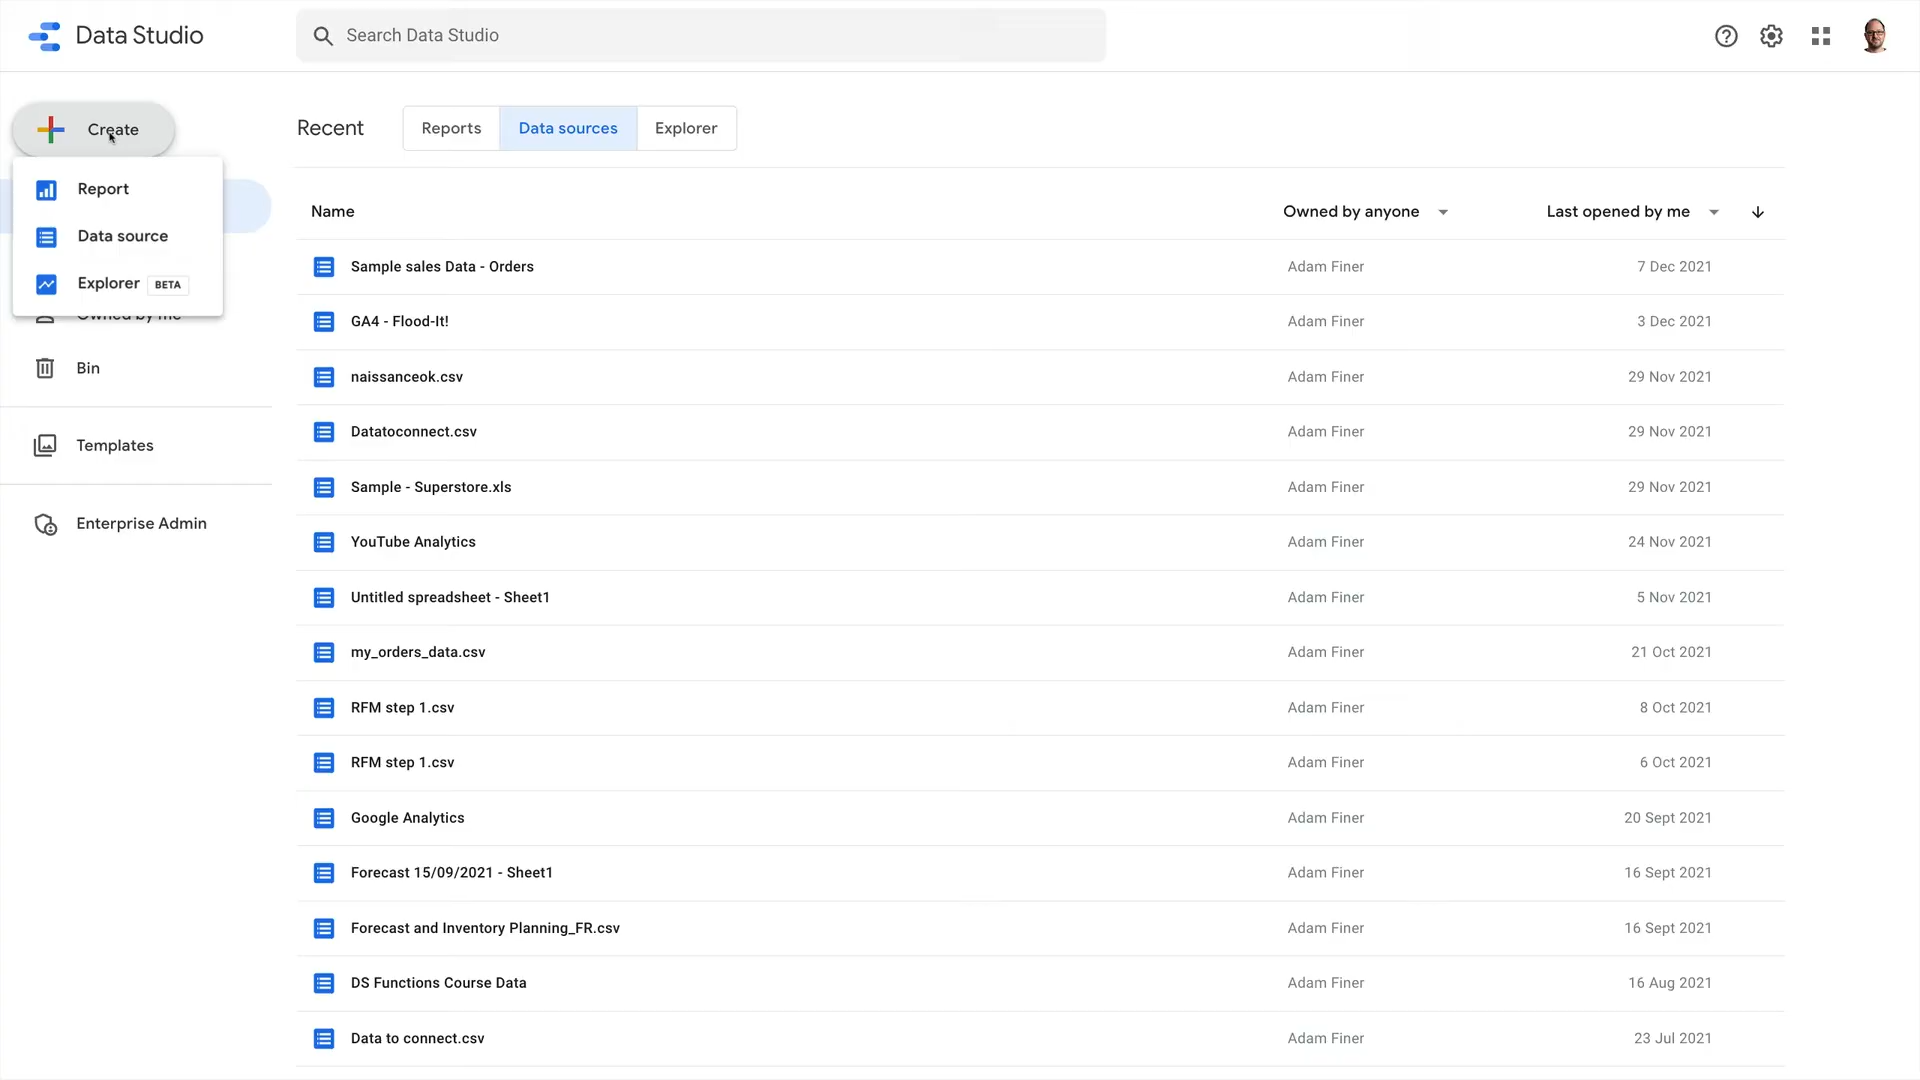 Data Studio
Search Data Studio
Create
Report
Data source
Explorer BETA
Owned by me
Bin
Templates
Enterprise Admin
Recent
Reports
Data sources
Explorer
Name Owned by anyone Last opened by me
Sample sales Data - Orders Adam Finer 7 Dec 2021
GA4 - Flood-It! Adam Finer 3 Dec 2021
naissanceok.csv Adam Finer 29 Nov 2021
Datatoconnect.csv Adam Finer 29 Nov 2021
Sample - Superstore.xls Adam Finer 29 Nov 2021
YouTube Analytics Adam Finer 24 Nov 2021
Untitled spreadsheet - Sheet1 Adam Finer 5 Nov 2021
my_orders_data.csv Adam Finer 21 Oct 2021
RFM step 1.csv Adam Finer 8 Oct 2021
RFM step 1.csv Adam Finer 6 Oct 2021
Google Analytics Adam Finer 20 Sept 2021
Forecast 15/09/2021 - Sheet1 Adam Finer 16 Sept 2021
Forecast and Inventory Planning_FR.csv Adam Finer 16 Sept 2021
DS Functions Course Data Adam Finer 16 Aug 2021
Data to connect.csv Adam Finer 23 Jul 2021